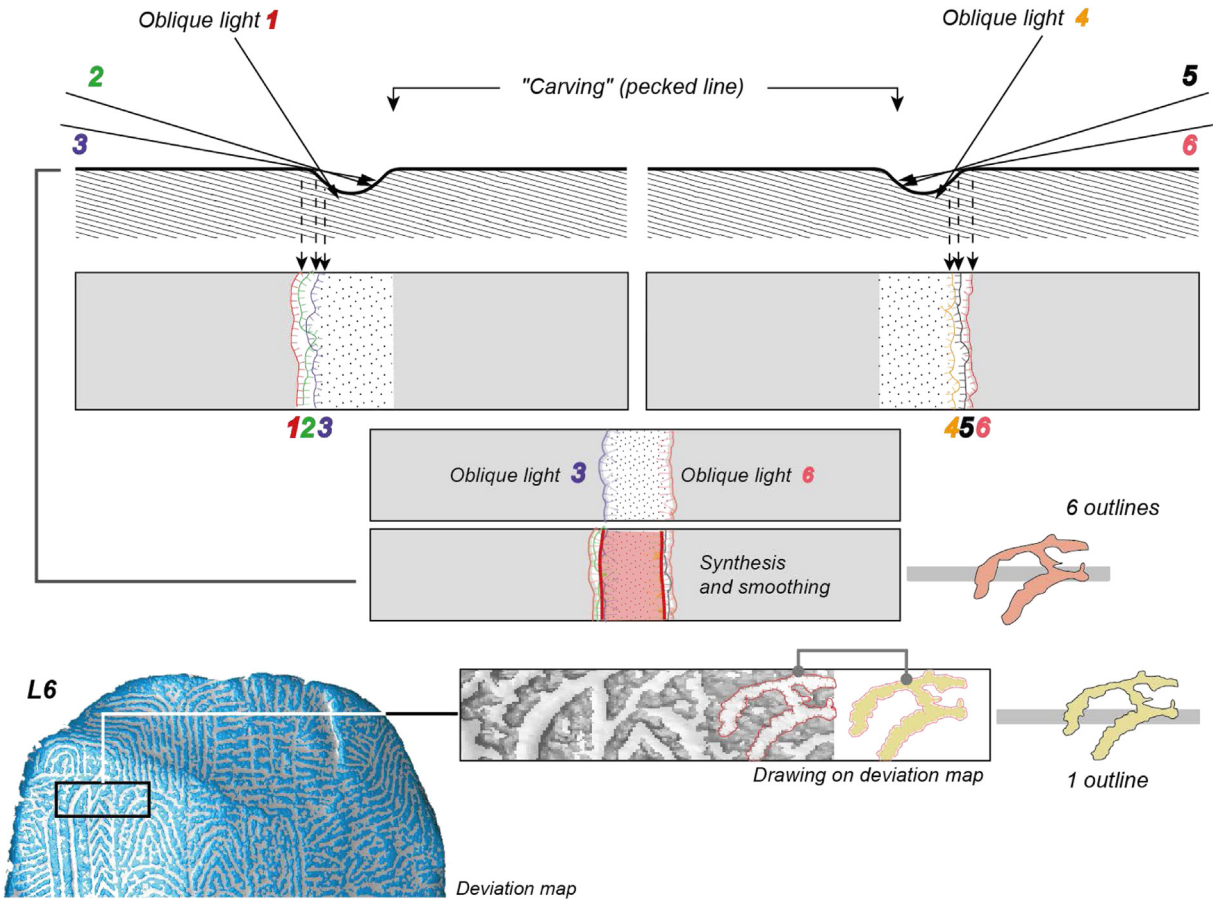 Oblique light 1
Oblique light 4
2
"Carving" (pecked line)
5
3
6
123
456
Oblique light 3
Oblique light 6
6 outlines
Synthesis
and smoothing
L6
Drawing on deviation map
1 outline
Deviation map